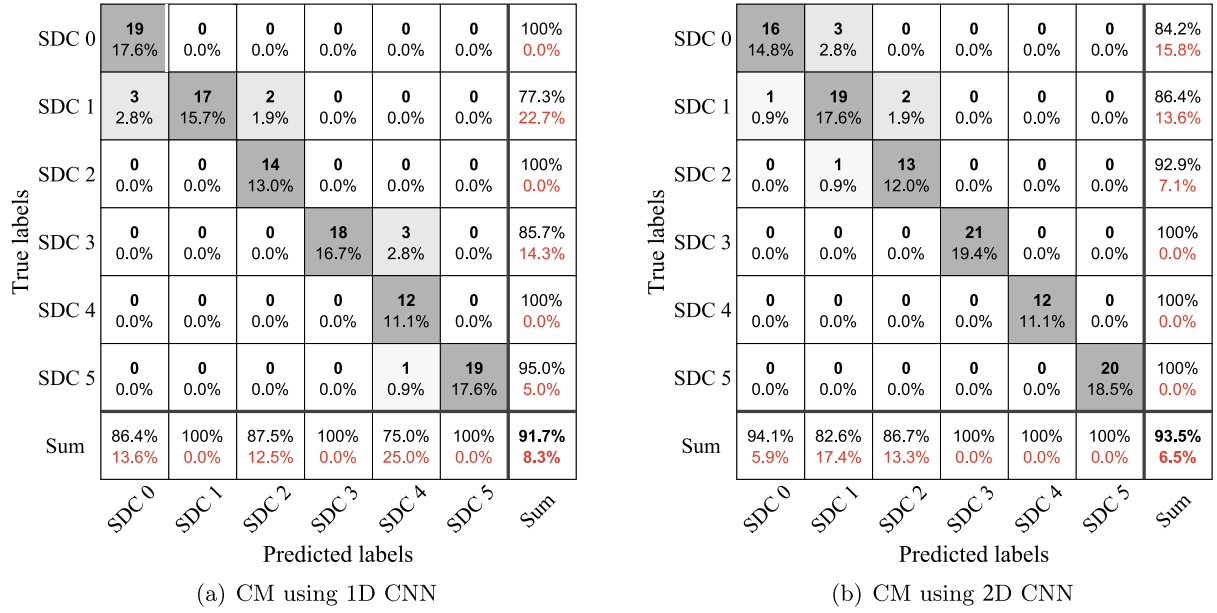 SDC 0 19 0 0 0 0 0 100%
17.6% 0.0% 0.0% 0.0% 0.0% 0.0% 0.0%
SDC 1 3 17 2 0 0 0 77.3%
2.8% 15.7% 1.9% 0.0% 0.0% 0.0% 22.7%
SDC 2 0 0 14 0 0 0 100%
0.0% 0.0% 13.0% 0.0% 0.0% 0.0% 0.0%
SDC 3 0 0 0 18 3 0 85.7%
0.0% 0.0% 0.0% 16.7% 2.8% 0.0% 14.3%
SDC 4 0 0 0 0 12 0 100%
0.0% 0.0% 0.0% 0.0% 11.1% 0.0% 0.0%
SDC 5 0 0 0 0 1 19 95.0%
0.0% 0.0% 0.0% 0.0% 0.9% 17.6% 5.0%
Sum 86.4% 100% 87.5% 100% 75.0% 100% 91.7%
13.6% 0.0% 12.5% 0.0% 25.0% 0.0% 8.3%
SDC 0 SDC 1 SDC 2 SDC 3 SDC 4 SDC 5 Sum
True labels
Predicted labels
(a) CM using 1D CNN
SDC 0 16 3 0 0 0 0 84.2%
14.8% 2.8% 0.0% 0.0% 0.0% 0.0% 15.8%
SDC 1 1 19 2 0 0 0 86.4%
0.9% 17.6% 1.9% 0.0% 0.0% 0.0% 13.6%
SDC 2 0 1 13 0 0 0 92.9%
0.0% 0.9% 12.0% 0.0% 0.0% 0.0% 7.1%
SDC 3 0 0 0 21 0 0 100%
0.0% 0.0% 0.0% 19.4% 0.0% 0.0% 0.0%
SDC 4 0 0 0 0 12 0 100%
0.0% 0.0% 0.0% 0.0% 11.1% 0.0% 0.0%
SDC 5 0 0 0 0 0 20 100%
0.0% 0.0% 0.0% 0.0% 0.0% 18.5% 0.0%
Sum 94.1% 82.6% 86.7% 100% 100% 100% 93.5%
5.9% 17.4% 13.3% 0.0% 0.0% 0.0% 6.5%
SDC 0 SDC 1 SDC 2 SDC 3 SDC 4 SDC 5 Sum
True labels
Predicted labels
(b) CM using 2D CNN